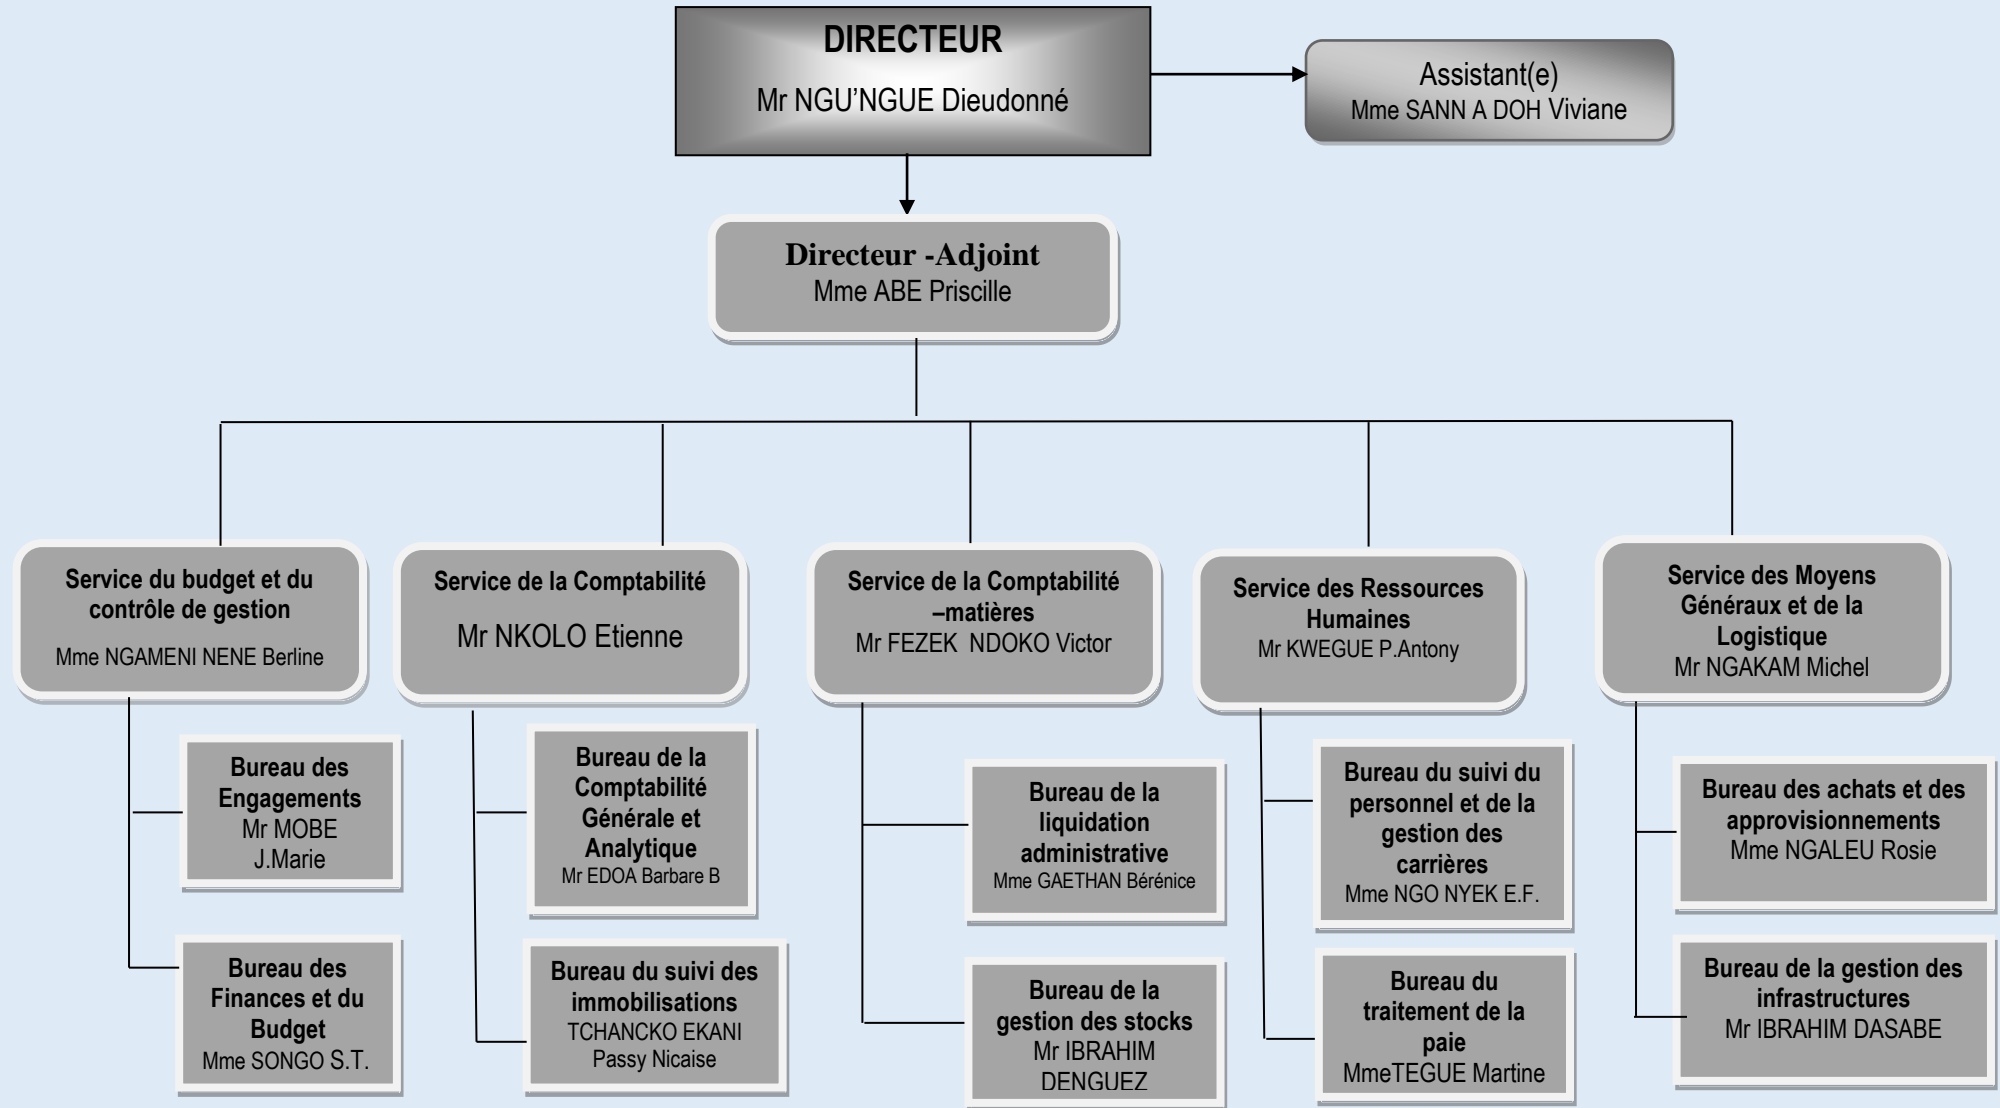 DIRECTEUR
Mr NGU’NGUE Dieudonné
Assistant(e)
Mme SANN A DOH Viviane
Directeur -Adjoint
Mme ABE Priscille
Service du budget et du
contrôle de gestion
Mme NGAMENI NENE Berline
Service de la Comptabilité
Mr NKOLO Etienne
Service de la Comptabilité
–matières
Mr FEZEK NDOKO Victor
Service des Ressources
Humaines
Mr KWEGUE P.Antony
Service des Moyens
Généraux et de la
Logistique
Mr NGAKAM Michel
Bureau des
Engagements
Mr MOBE
J.Marie
Bureau de la
Comptabilité
Générale et
Analytique
Mr EDOA Barbare B
Bureau de la
liquidation
administrative
Mme GAETHAN Bérénice
Bureau du suivi du
personnel et de la
gestion des
carrières
Mme NGO NYEK E.F.
Bureau des achats et des
approvisionnements
Mme NGALEU Rosie
Bureau des
Finances et du
Budget
Mme SONGO S.T.
Bureau du suivi des
immobilisations
TCHANCKO EKANI
Passy Nicaise
Bureau de la
gestion des stocks
Mr IBRAHIM
DENGUEZ
Bureau du
traitement de la
paie
MmeTEGUE Martine
Bureau de la gestion des
infrastructures
Mr IBRAHIM DASABE